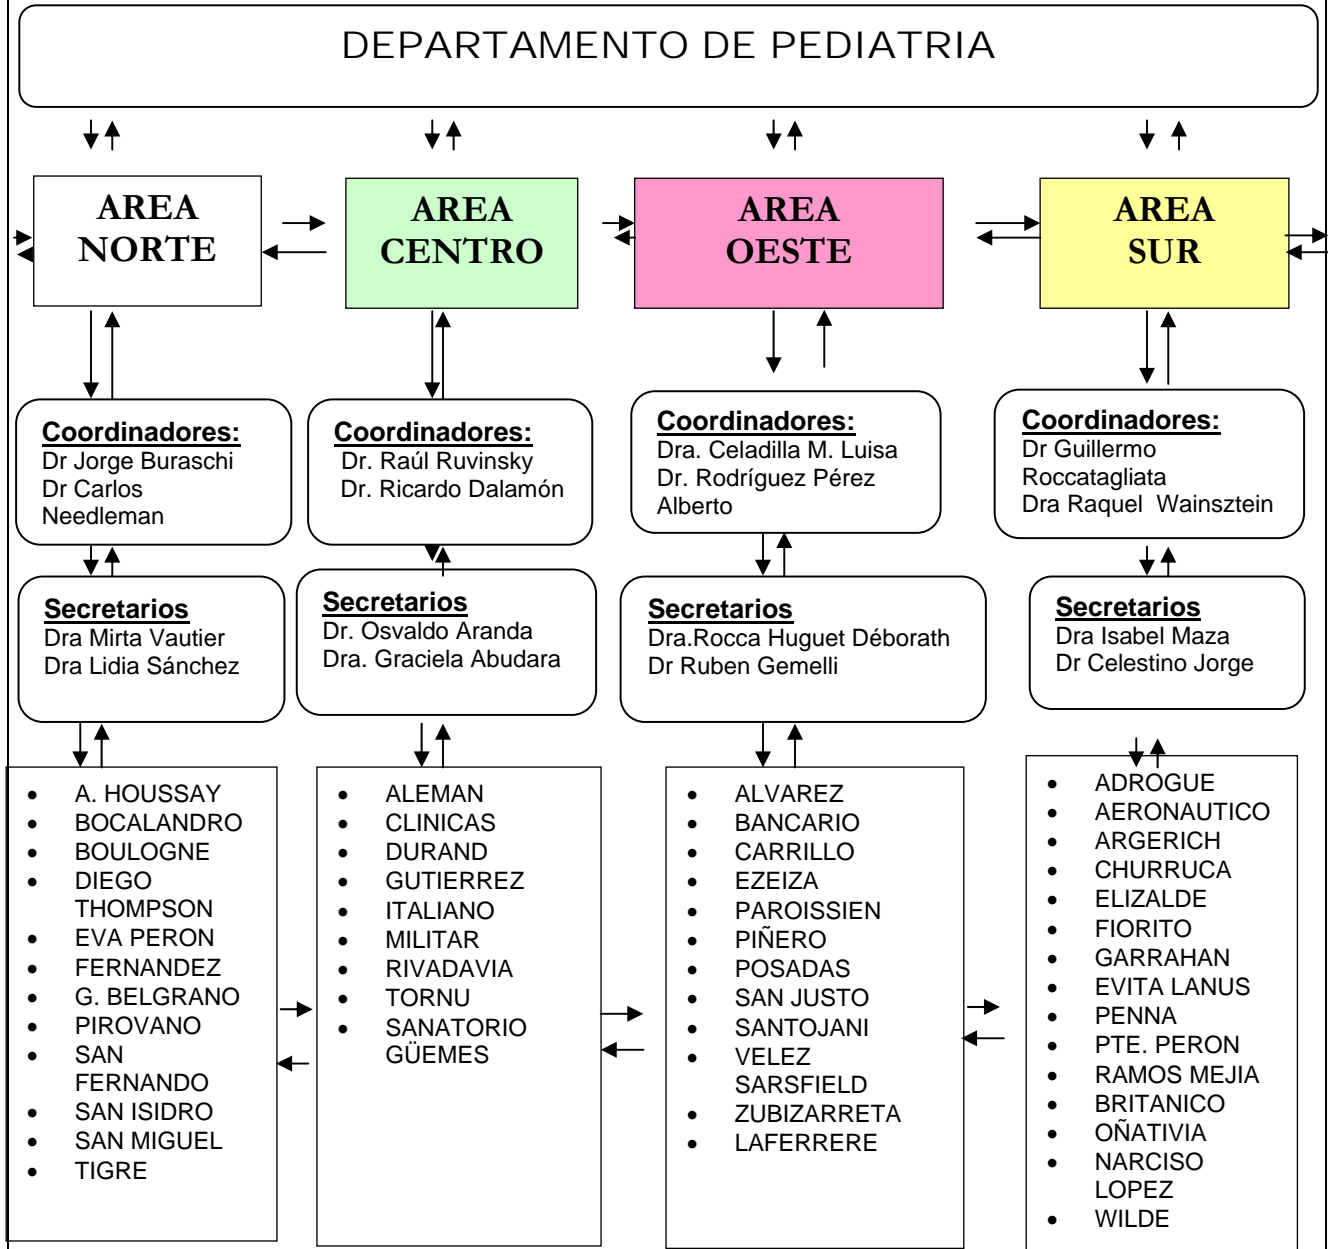 DEPARTAMENTO DE PEDIATRIA
AREA
NORTE
AREA
CENTRO
AREA
OESTE
AREA
SUR
Coordinadores:
Dr Jorge Buraschi
Dr Carlos
Needleman
Coordinadores:
Dr. Raúl Ruvinsky
Dr. Ricardo Dalamón
Coordinadores:
Dra. Celadilla M. Luisa
Dr. Rodríguez Pérez
Alberto
Coordinadores:
Dr Guillermo
Roccatagliata
Dra Raquel  Wainsztein
Secretarios
Dra Mirta Vautier
Dra Lidia Sánchez
Secretarios
Dr. Osvaldo Aranda
Dra. Graciela Abudara
Secretarios
Dra.Rocca Huguet Déborath
Dr Ruben Gemelli
Secretarios
Dra Isabel Maza
Dr Celestino Jorge
• A. HOUSSAY
• BOCALANDRO
• BOULOGNE
• DIEGO
THOMPSON
• EVA PERON
• FERNANDEZ
• G. BELGRANO
• PIROVANO
• SAN
FERNANDO
• SAN ISIDRO
• SAN MIGUEL
• TIGRE
• ALEMAN
• CLINICAS
• DURAND
• GUTIERREZ
• ITALIANO
• MILITAR
• RIVADAVIA
• TORNU
• SANATORIO
GÜEMES
• ALVAREZ
• BANCARIO
• CARRILLO
• EZEIZA
• PAROISSIEN
• PIÑERO
• POSADAS
• SAN JUSTO
• SANTOJANI
• VELEZ
SARSFIELD
• ZUBIZARRETA
• LAFERRERE
• ADROGUE
• AERONAUTICO
• ARGERICH
• CHURRUCA
• ELIZALDE
• FIORITO
• GARRAHAN
• EVITA LANUS
• PENNA
• PTE. PERON
• RAMOS MEJIA
• BRITANICO
• OÑATIVIA
• NARCISO
LOPEZ
• WILDE